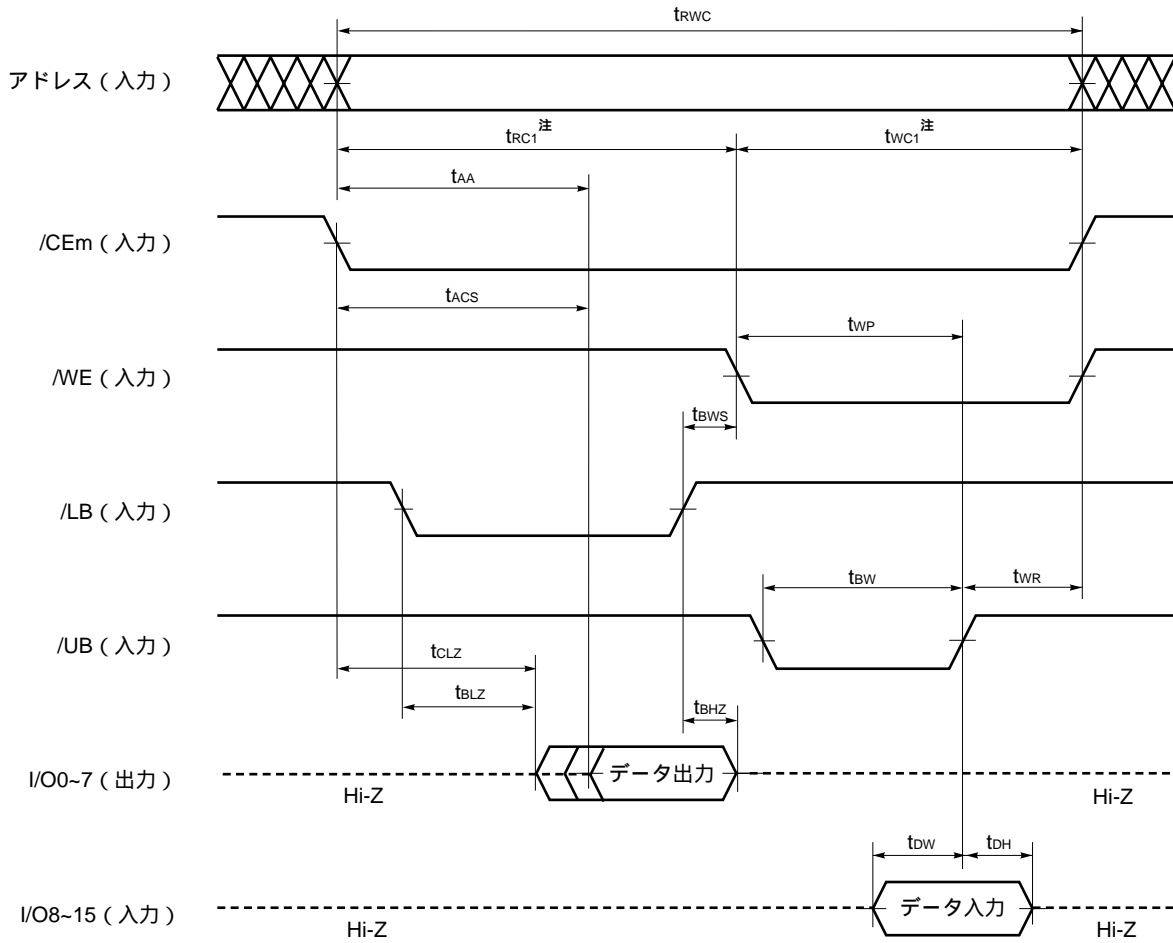 tRWC
アドレス（入力）
tRC1注 tWC1注
tAA
/CEm（入力）
tACS
tWP
/WE（入力）
tBWS
/LB（入力）
tBW tWR
/UB（入力）
tCLZ
tBLZ tBHZ
I/O0~7（出力） データ出力
Hi-Z Hi-Z
tDW tDH
I/O8~15（入力） データ入力
Hi-Z Hi-Z